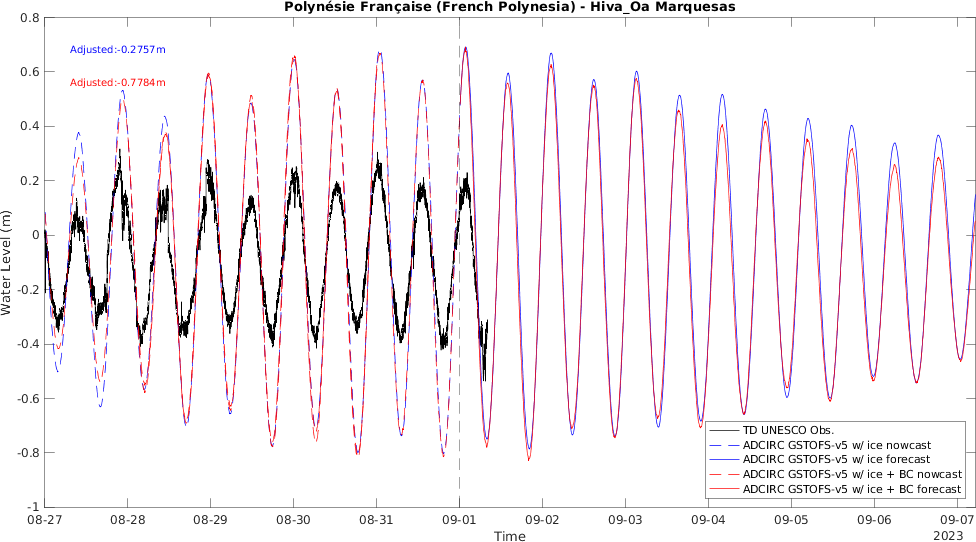 Polynésie Française (French Polynesia) - Hiva_Oa Marquesas
Adjusted:-0.2757m
Adjusted:-0.7784m
Water Level (m)
0.8
0.6
0.4
0.2
0
-0.2
-0.4
-0.6
-0.8
-1
TD UNESCO Obs.
ADCIRC GSTOFS-v5 w/ ice nowcast
ADCIRC GSTOFS-v5 w/ ice forecast
ADCIRC GSTOFS-v5 w/ ice + BC nowcast
ADCIRC GSTOFS-v5 w/ ice + BC forecast
08-27 08-28 08-29 08-30 08-31 09-01 09-02 09-03 09-04 09-05 09-06 09-07
Time
2023